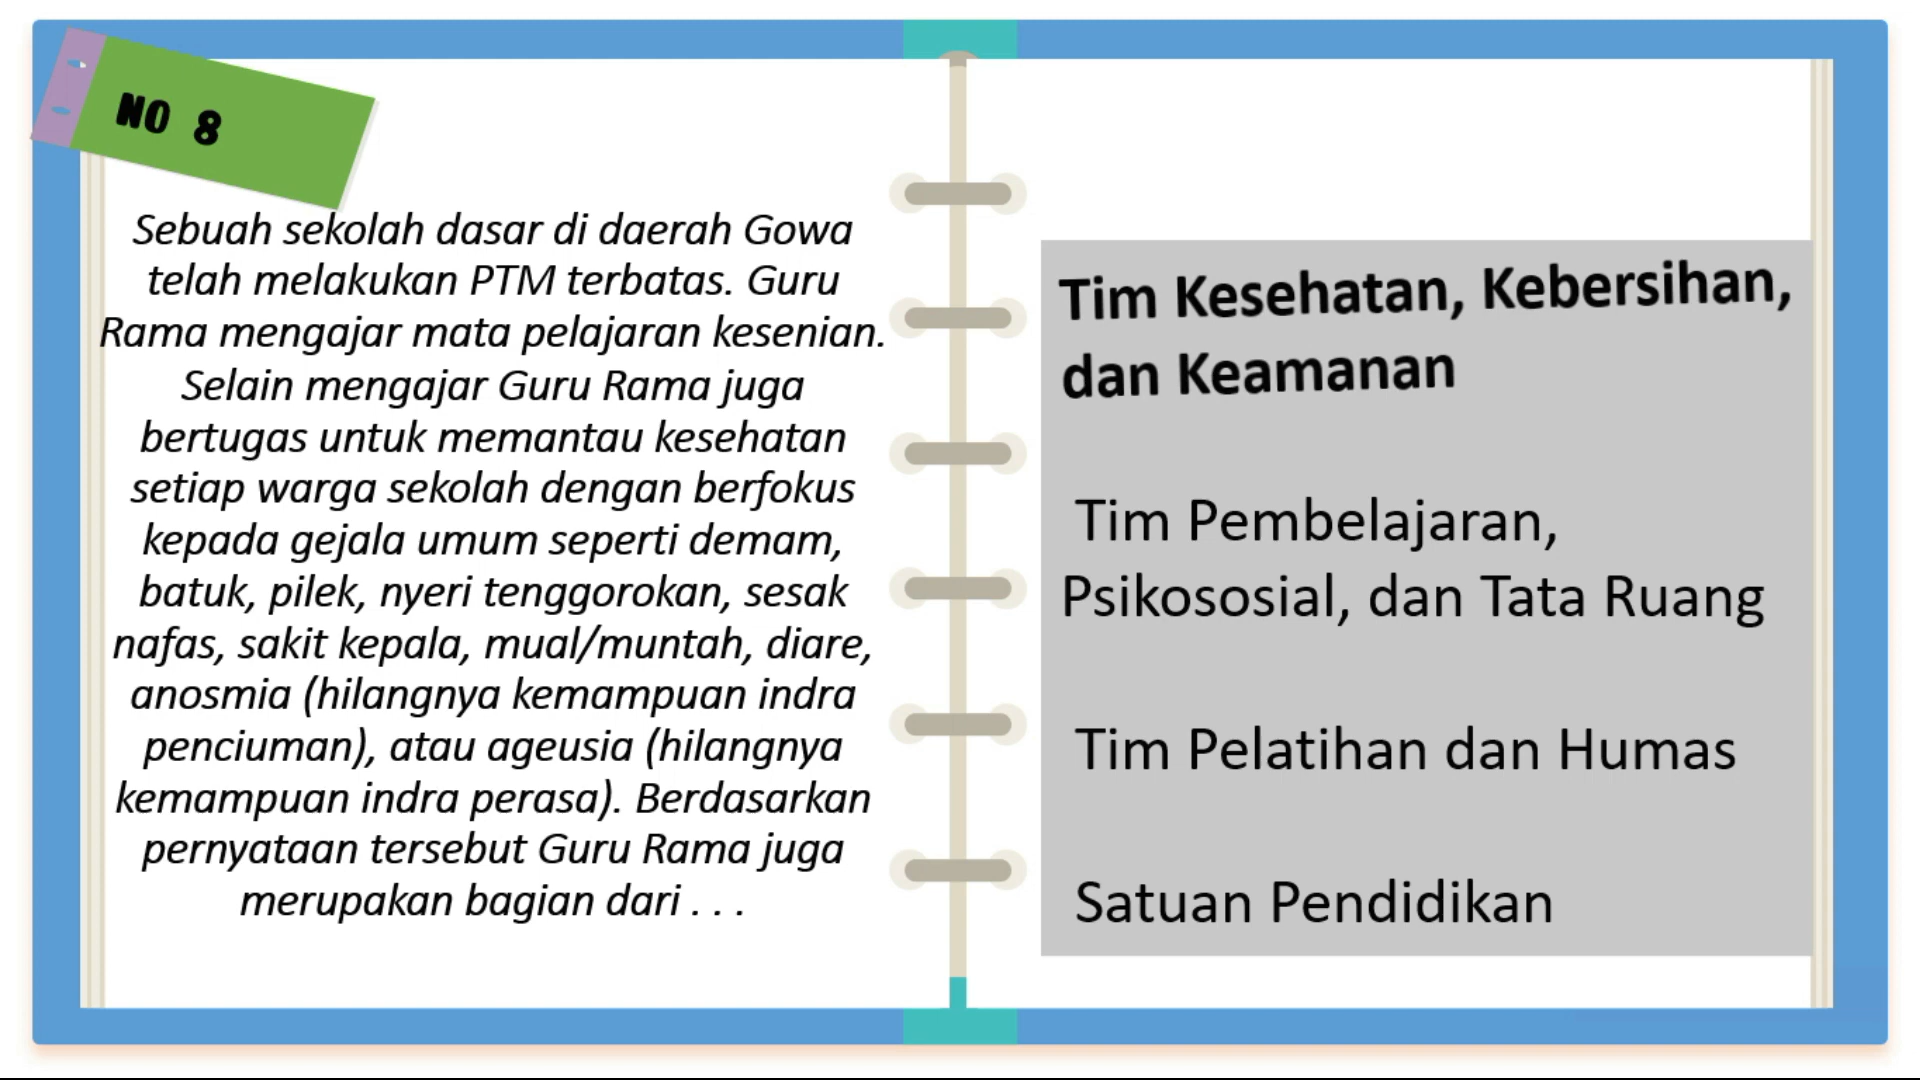 NO 8
Sebuah sekolah dasar di daerah Gowa
telah melakukan PTM terbatas. Guru
Rama mengajar mata pelajaran kesenian.
Selain mengajar Guru Rama juga
bertugas untuk memantau kesehatan
setiap warga sekolah dengan berfokus
kepada gejala umum seperti demam,
batuk, pilek, nyeri tenggorokan, sesak
nafas, sakit kepala, mual/muntah, diare,
anosmia (hilangnya kemampuan indra
penciuman), atau ageusia (hilangnya
kemampuan indra perasa). Berdasarkan
pernyataan tersebut Guru Rama juga
merupakan bagian dari . . .
Tim Kesehatan, Kebersihan,
dan Keamanan
Tim Pembelajaran,
Psikososial, dan Tata Ruang
Tim Pelatihan dan Humas
Satuan Pendidikan